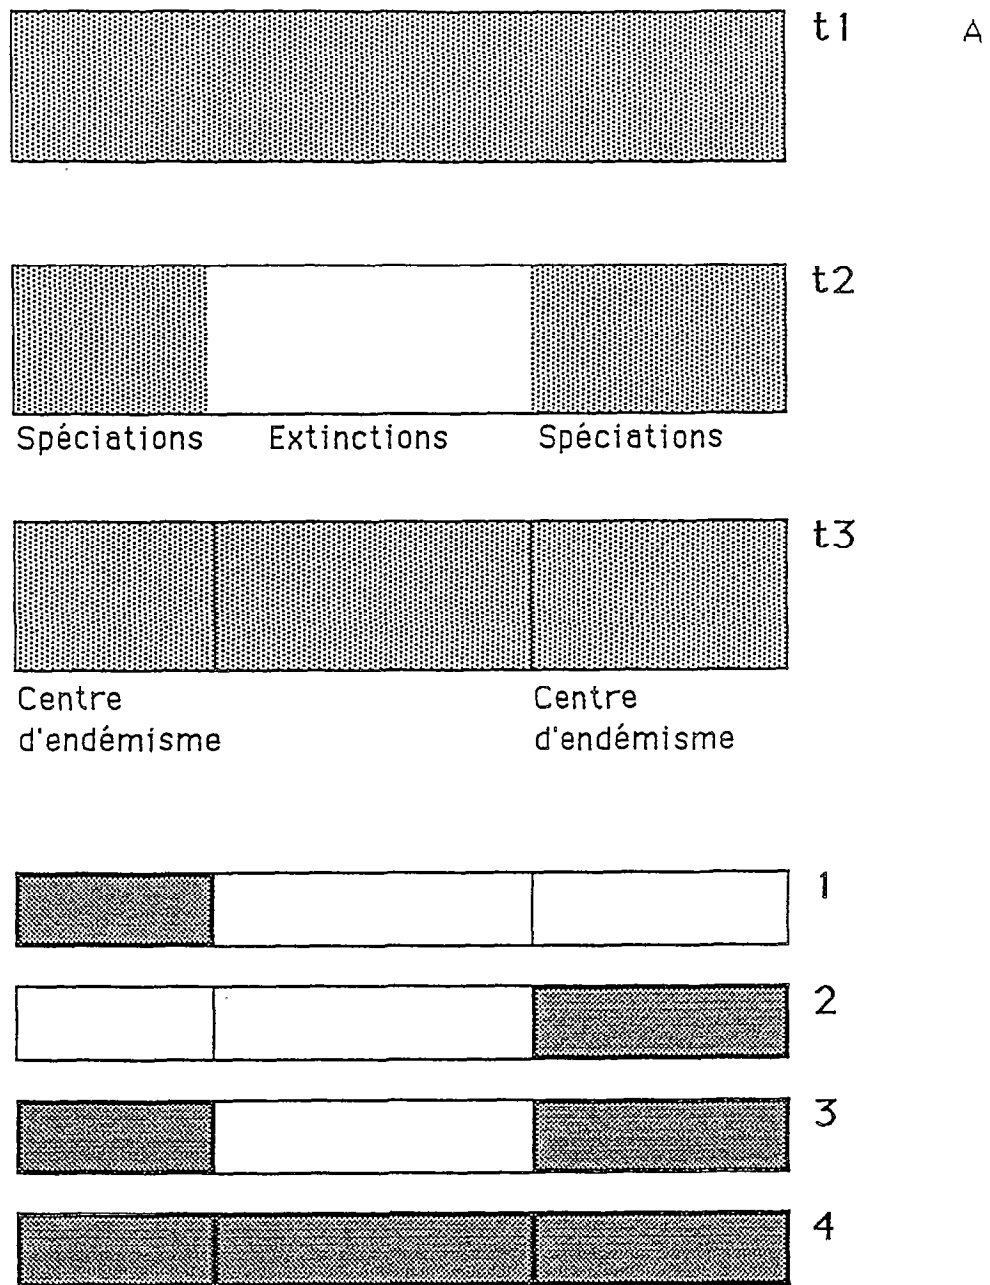 t1 A
t2
Spéciations Extinctions Spéciations
t3
Centre Centre
d'endémisme d'endémisme
1
2
3
4